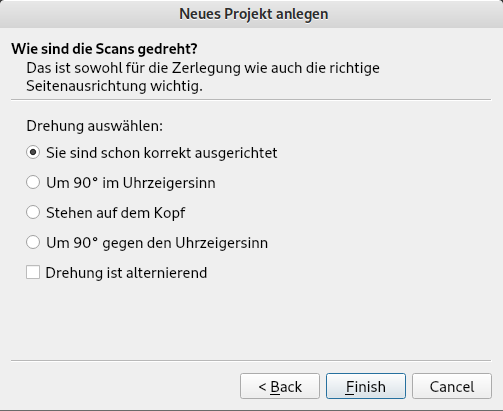 Neues Projekt anlegen
Wie sind die Scans gedreht?
Das ist sowohl für die Zerlegung wie auch die richtige
Seitenausrichtung wichtig.
Drehung auswählen:
Sie sind schon korrekt ausgerichtet
Um 90° im Uhrzeigersinn
Stehen auf dem Kopf
Um 90° gegen den Uhrzeigersinn
Drehung ist alternierend
< Back
Finish
Cancel